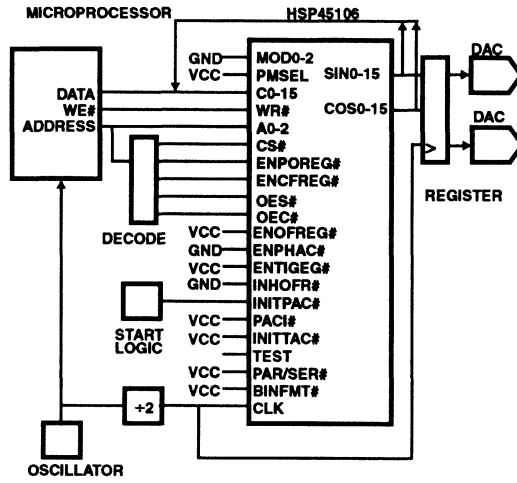 MICROPROCESSOR
HSP45106
DATA
WE#
ADDRESS
DECODE
START
LOGIC
÷2
OSCILLATOR
GND MOD0-2
VCC PMSEL
C0-15
WR#
A0-2
CS#
ENPOREG#
ENCFREG#
OES#
OEC#
VCC ENOFREG#
GND ENPHAC#
VCC ENTIGEG#
GND INHOFR#
INITPAC#
VCC PACI#
VCC INITTAC#
TEST
VCC PAR/SER#
VCC BINFMT#
CLK
SIN0-15
COS0-15
DAC
DAC
REGISTER